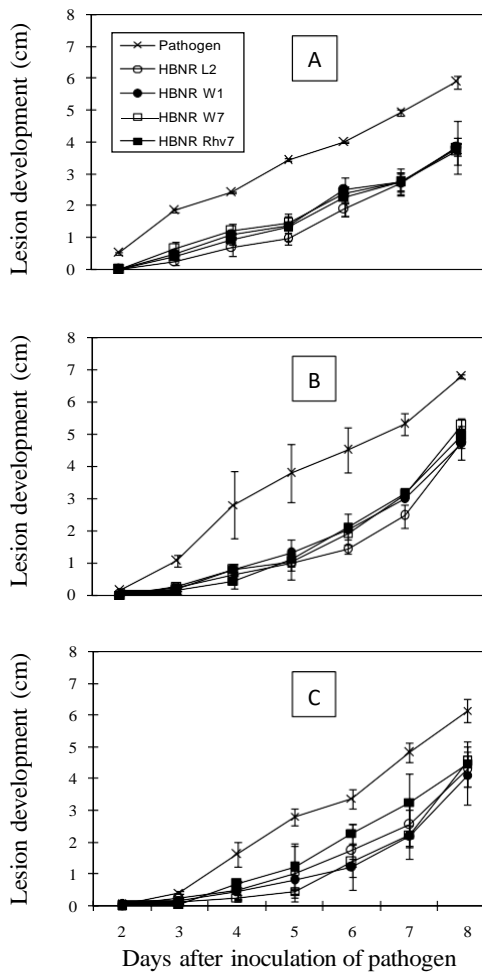 8
7
6
5
4
3
2
1
0
Lesion development (cm)
Pathogen
HBNR L2
HBNR W1
HBNR W7
HBNR Rhv7
A
8
7
6
5
4
3
2
1
0
Lesion development (cm)
B
8
7
6
5
4
3
2
1
0
Lesion development (cm)
C
2 3 4 5 6 7 8
Days after inoculation of pathogen